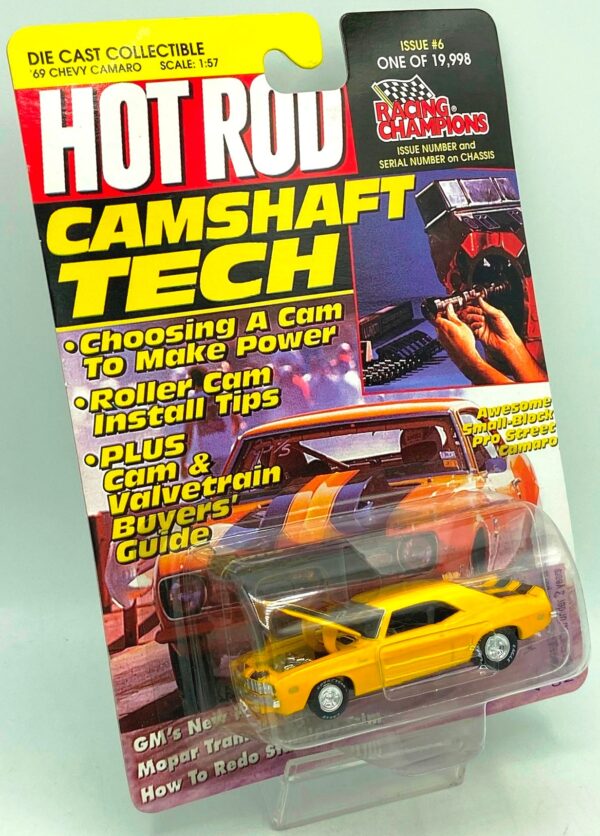 DIE CAST COLLECTIBLE
'69 CHEVY CAMARO SCALE: 1:57
ISSUE #6
ONE OF 19,998
RACING CHAMPIONS®
ISSUE NUMBER and
SERIAL NUMBER on CHASSIS
HOT ROD
CAMSHAFT
TECH
•Choosing A Cam
To Make Power
•Roller Cam
Install Tips
•PLUS
Cam &
Valvetrain
Buyers'
Guide
Awesome
Small-Block
Pro Street
Camaro
GM's New
Mopar
How To Redo